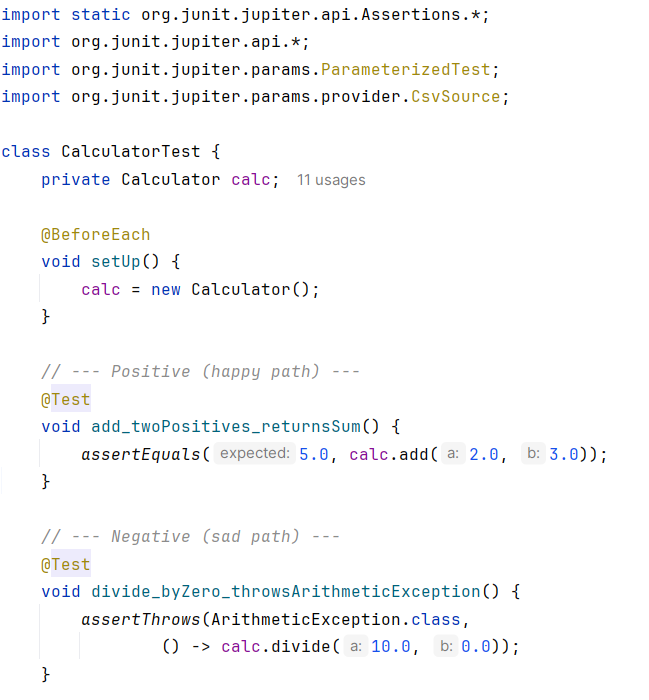 import static org.junit.jupiter.api.Assertions.*;
import org.junit.jupiter.api.*;
import org.junit.jupiter.params.ParameterizedTest;
import org.junit.jupiter.params.provider.CsvSource;

class CalculatorTest {
    private Calculator calc;  11 usages

    @BeforeEach
    void setUp() {
        calc = new Calculator();
    }

    // --- Positive (happy path) ---
    @Test
    void add_twoPositives_returnsSum() {
        assertEquals( expected: 5.0, calc.add( a: 2.0, b: 3.0));
    }

    // --- Negative (sad path) ---
    @Test
    void divide_byZero_throwsArithmeticException() {
        assertThrows(ArithmeticException.class,
                () -> calc.divide( a: 10.0, b: 0.0));
    }